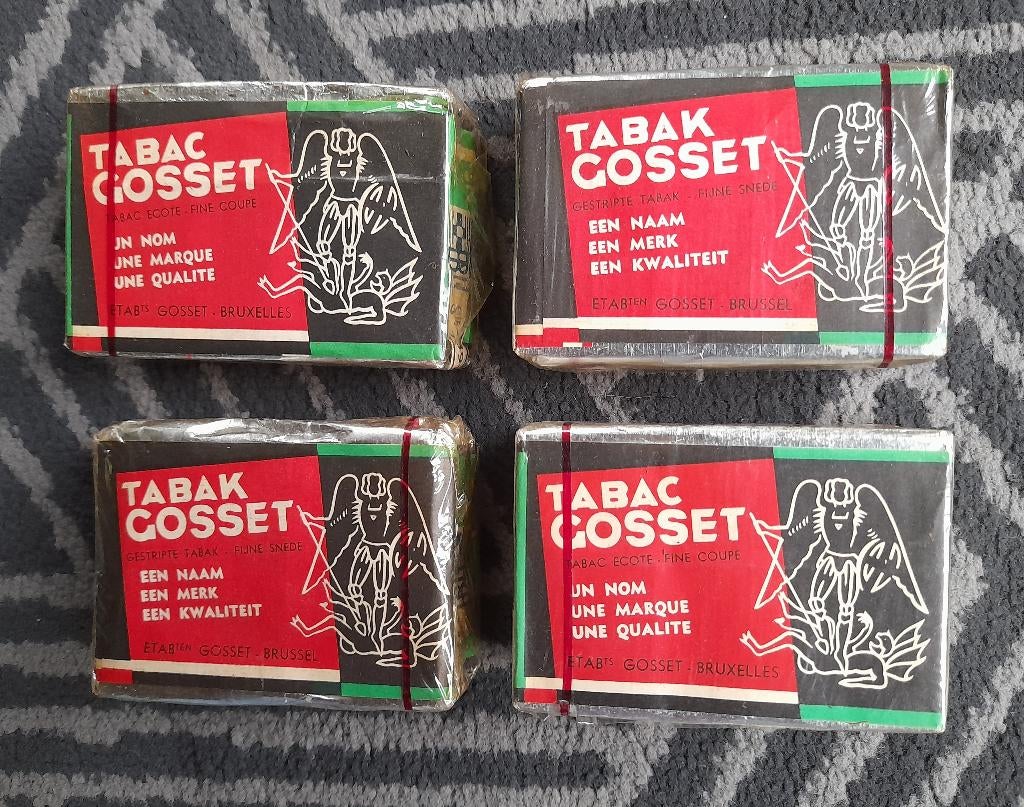 TABAC
GOSSET
TABAC ECOTE - FINE COUPE
UN NOM
UNE MARQUE
UNE QUALITE
ETABTS GOSSET - BRUXELLES
TABAK
GOSSET
GESTRIPTE TABAK - FIJNE SNEDE
EEN NAAM
EEN MERK
EEN KWALITEIT
ETABTEN GOSSET - BRUSSEL
TABAK
GOSSET
GESTRIPTE TABAK - FIJNE SNEDE
EEN NAAM
EEN MERK
EEN KWALITEIT
ETABTEN GOSSET - BRUSSEL
TABAC
GOSSET
TABAC ECOTE - FINE COUPE
UN NOM
UNE MARQUE
UNE QUALITE
ETABTS GOSSET - BRUXELLES